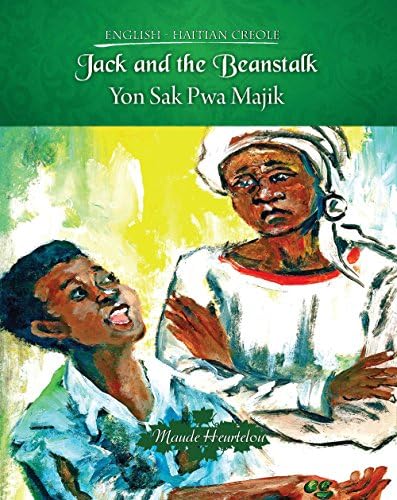 ENGLISH - HAITIAN CREOLE
Jack and the Beanstalk
Yon Sak Pwa Majik
Maude Heurtelou